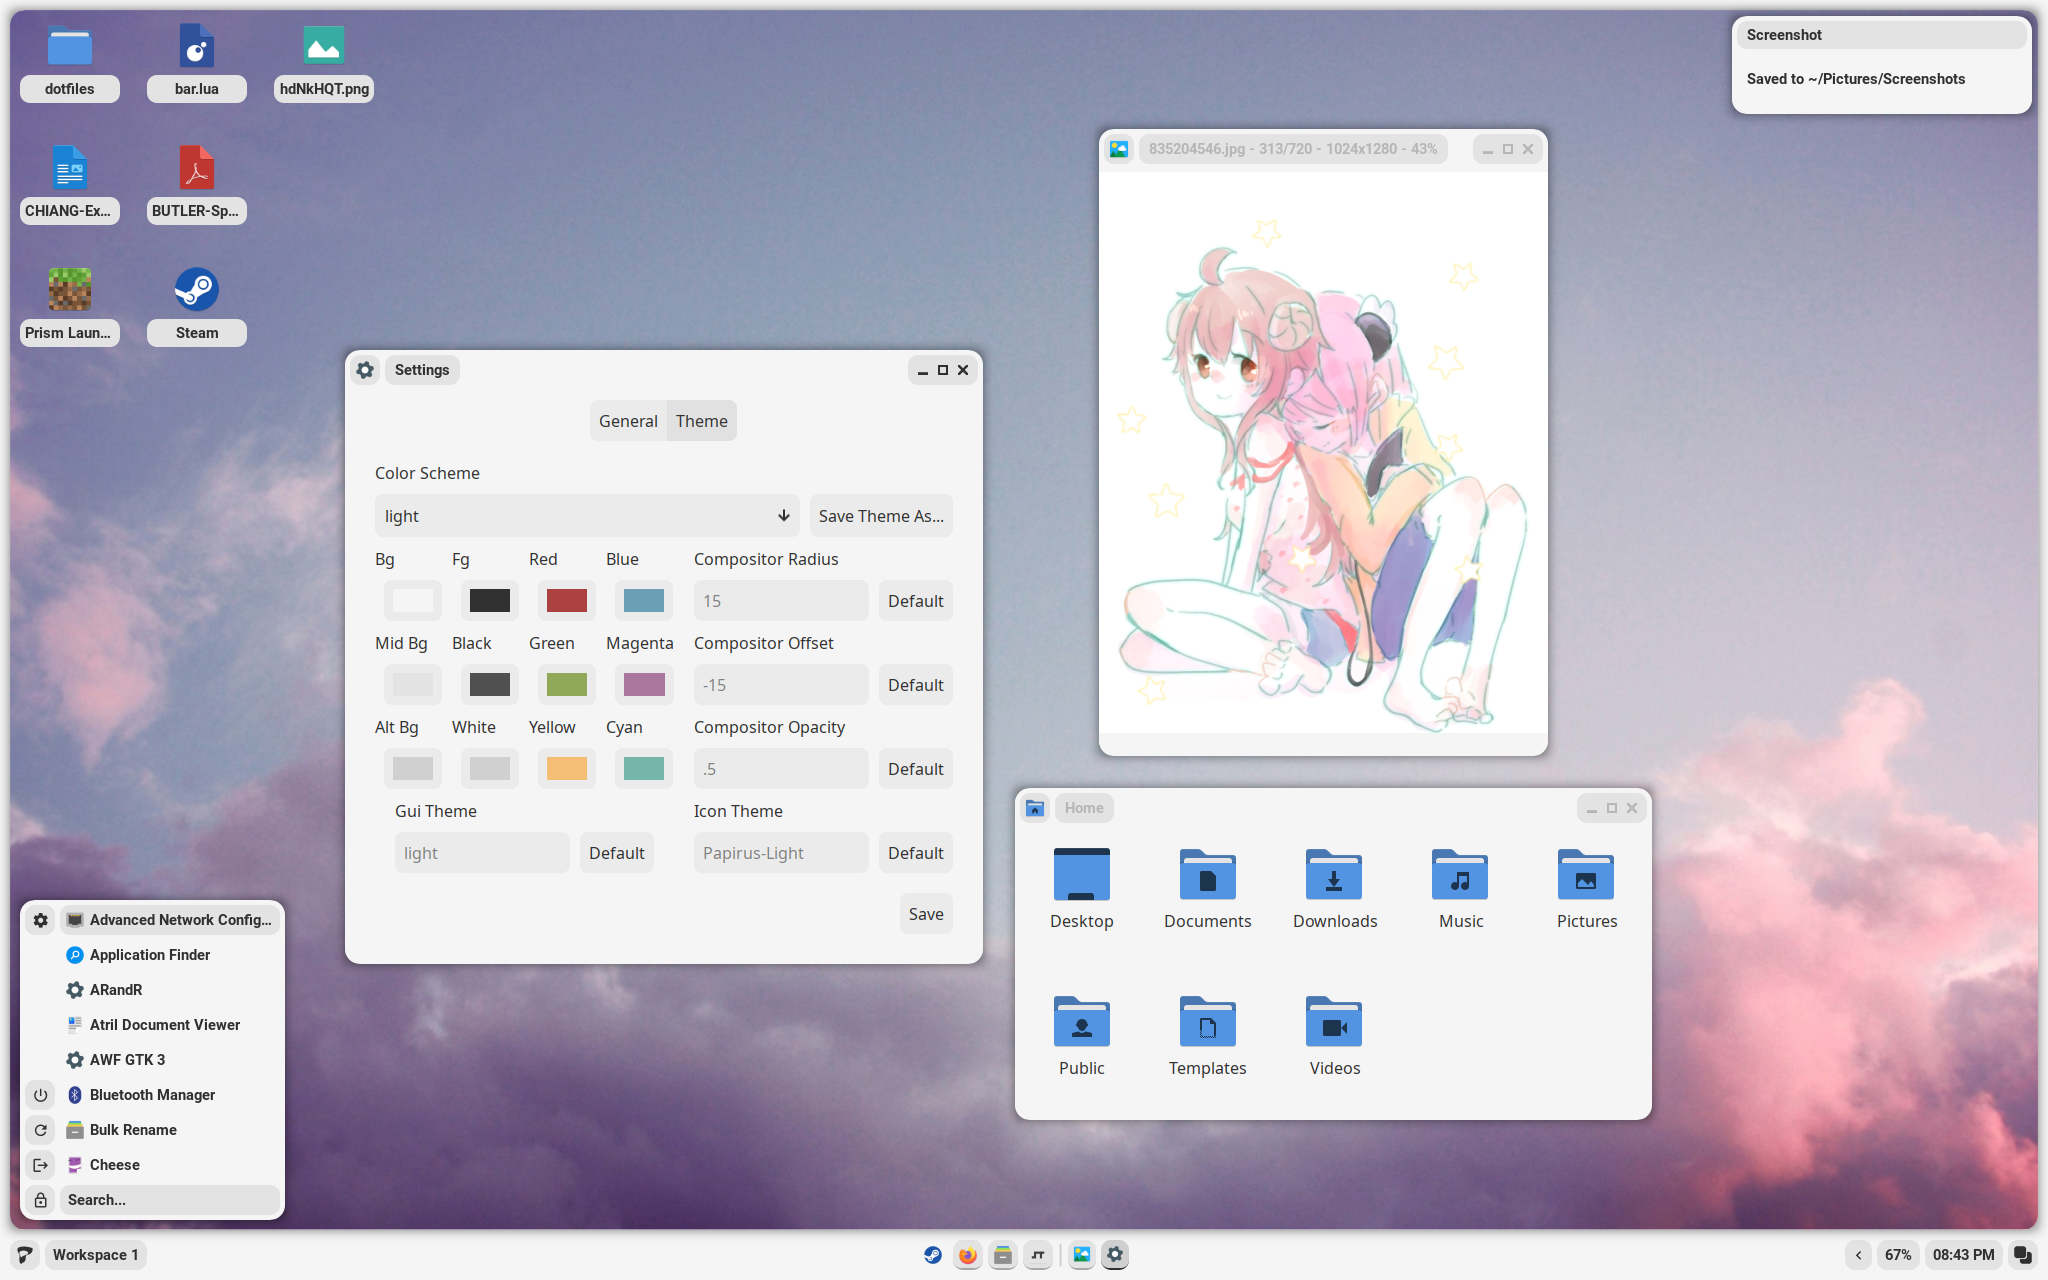 dotfiles
bar.lua
hdNkHQT.png
CHIANG-Ex...
BUTLER-Sp...
Prism Laun...
Steam
Screenshot
Saved to ~/Pictures/Screenshots
835204546.jpg - 313/720 - 1024x1280 - 43%
Settings
General Theme
Color Scheme
light
Save Theme As...
Bg Fg Red Blue Compositor Radius
15 Default
Mid Bg Black Green Magenta Compositor Offset
-15 Default
Alt Bg White Yellow Cyan Compositor Opacity
.5 Default
Gui Theme Icon Theme
light Default Papirus-Light Default
Save
Home
Desktop Documents Downloads Music Pictures
Public Templates Videos
Advanced Network Config...
Application Finder
ARandR
Atril Document Viewer
AWF GTK 3
Bluetooth Manager
Bulk Rename
Cheese
Search...
Workspace 1
67% 08:43 PM